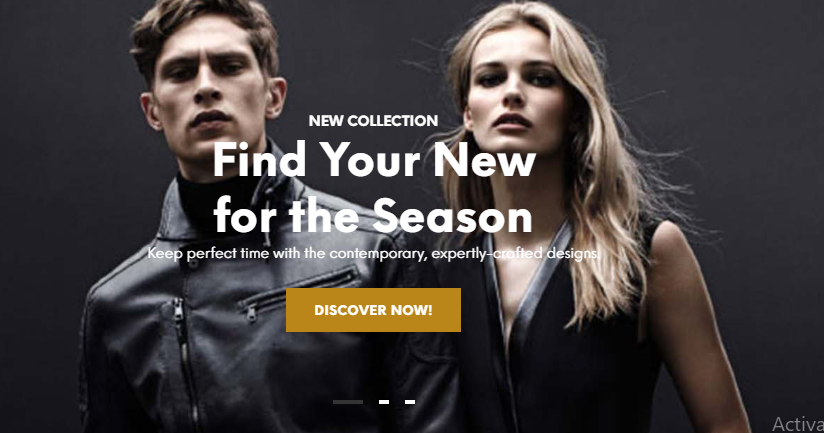 NEW COLLECTION
Find Your New
for the Season
Keep perfect time with the contemporary, expertly-crafted designs.
DISCOVER NOW!
Activa